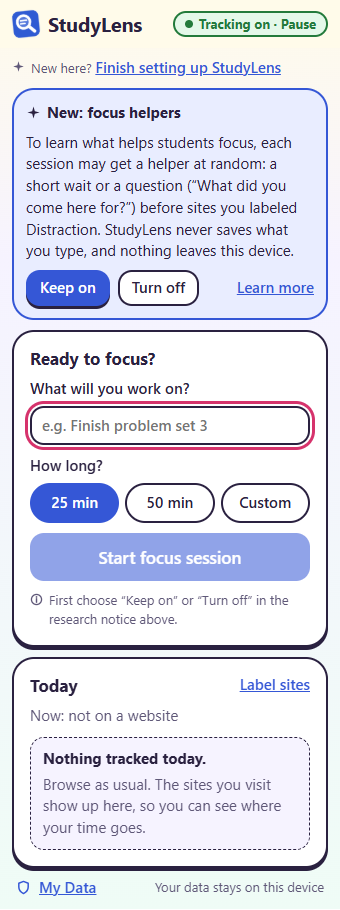 StudyLens
Tracking on · Pause
New here? Finish setting up StudyLens
New: focus helpers
To learn what helps students focus, each
session may get a helper at random: a
short wait or a question (“What did you
come here for?”) before sites you labeled
Distraction. StudyLens never saves what
you type, and nothing leaves this device.
Keep on
Turn off
Learn more
Ready to focus?
What will you work on?
e.g. Finish problem set 3
How long?
25 min
50 min
Custom
Start focus session
First choose “Keep on” or “Turn off” in the
research notice above.
Today
Label sites
Now: not on a website
Nothing tracked today.
Browse as usual. The sites you visit
show up here, so you can see where
your time goes.
My Data
Your data stays on this device